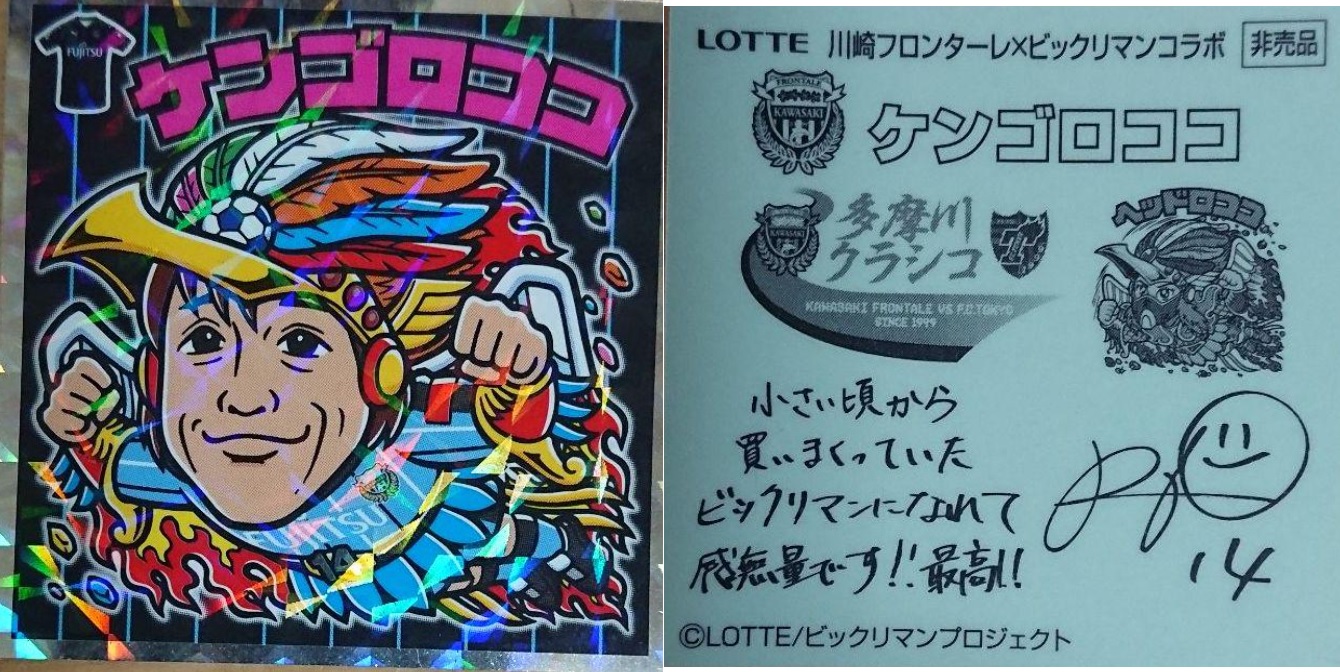 FUJITSU
ケンゴロココ
FUJITSU
14
LOTTE 川崎フロンターレ×ビックリマンコラボ 非売品
FRONTALE
KAWASAKI
ケンゴロココ
KAWASAKI
多摩川
クラシコ
KAWASAKI FRONTALE VS F.C.TOKYO
SINCE 1999
ヘッドロココ
小さい頃から
買いまくっていた
ビックリマンになれて
感無量です!!最高!!
14
©LOTTE/ビックリマンプロジェクト